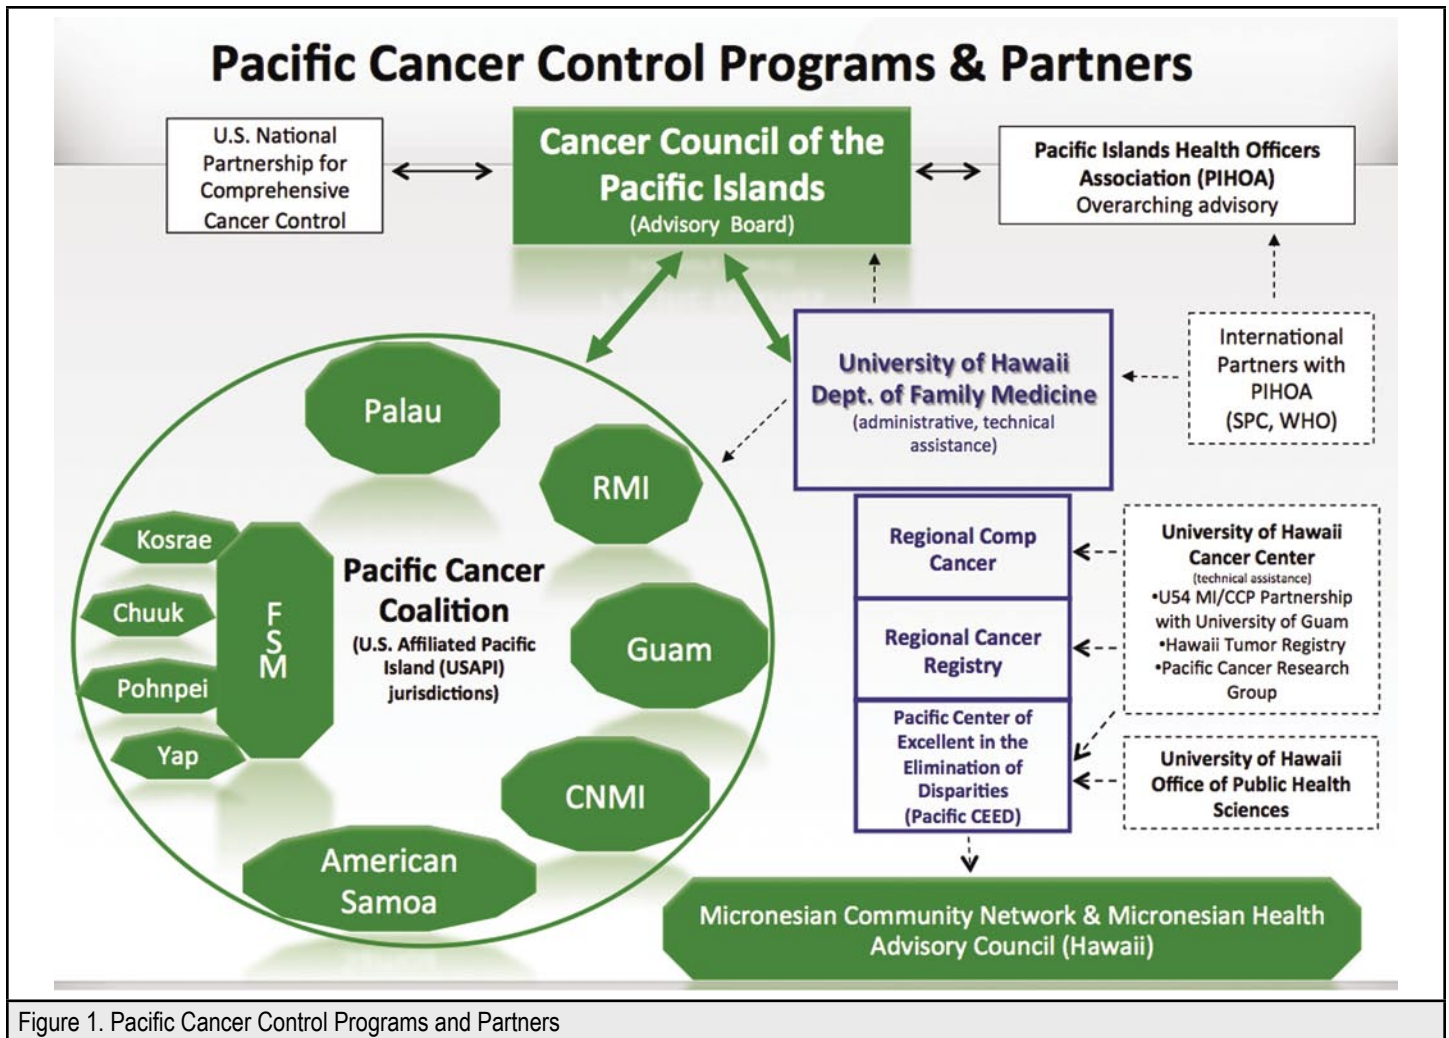 Pacific Cancer Control Programs & Partners
U.S. National
Partnership for
Comprehensive
Cancer Control
Cancer Council of the
Pacific Islands
(Advisory Board)
Pacific Islands Health Officers
Association (PIHOA)
Overarching advisory
University of Hawaii
Dept. of Family Medicine
(administrative, technical
assistance)
International
Partners with
PIHOA
(SPC, WHO)
Palau
RMI
Kosrae
Chuuk
Pohnpei
Yap
F
S
M
Pacific Cancer
Coalition
(U.S. Affiliated Pacific
Island (USAPI)
jurisdictions)
Guam
CNMI
American
Samoa
Regional Comp
Cancer
Regional Cancer
Registry
Pacific Center of
Excellent in the
Elimination of
Disparities
(Pacific CEED)
University of Hawaii
Cancer Center
(technical assistance)
•U54 MI/CCP Partnership
with University of Guam
•Hawaii Tumor Registry
•Pacific Cancer Research
Group
University of Hawaii
Office of Public Health
Sciences
Micronesian Community Network & Micronesian Health
Advisory Council (Hawaii)
Figure 1. Pacific Cancer Control Programs and Partners